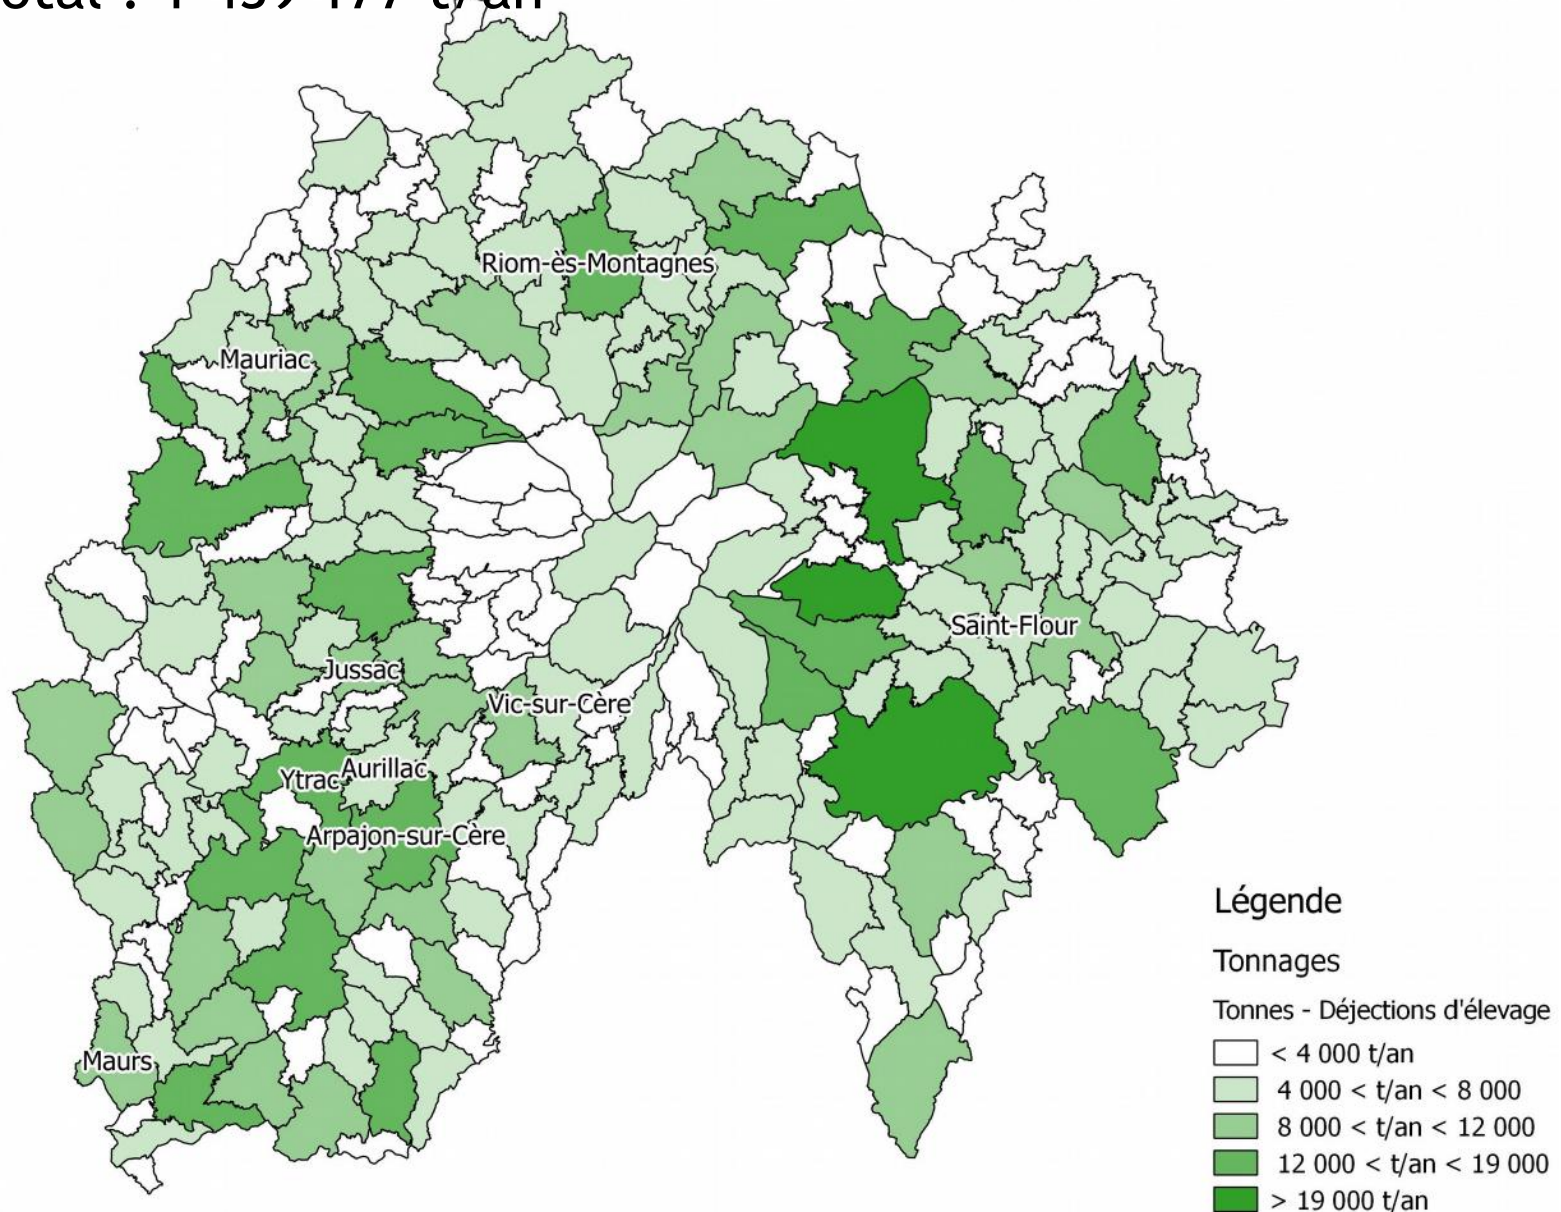 Riom-ès-Montagnes
Mauriac
Saint-Flour
Jussac
Vic-sur-Cère
Ytrac
Aurillac
Arpajon-sur-Cère
Maurs
Légende
Tonnages
Tonnes - Déjections d'élevage
< 4 000 t/an
4 000 < t/an < 8 000
8 000 < t/an < 12 000
12 000 < t/an < 19 000
> 19 000 t/an